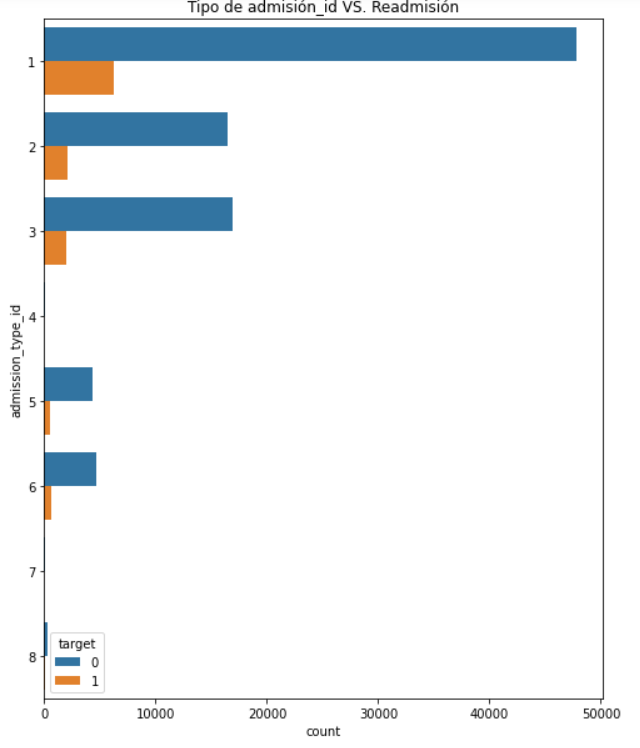 Tipo de admisión_id VS. Readmisión
admission_type_id
1
2
3
4
5
6
7
8
target
0
1
0 10000 20000 30000 40000 50000
count